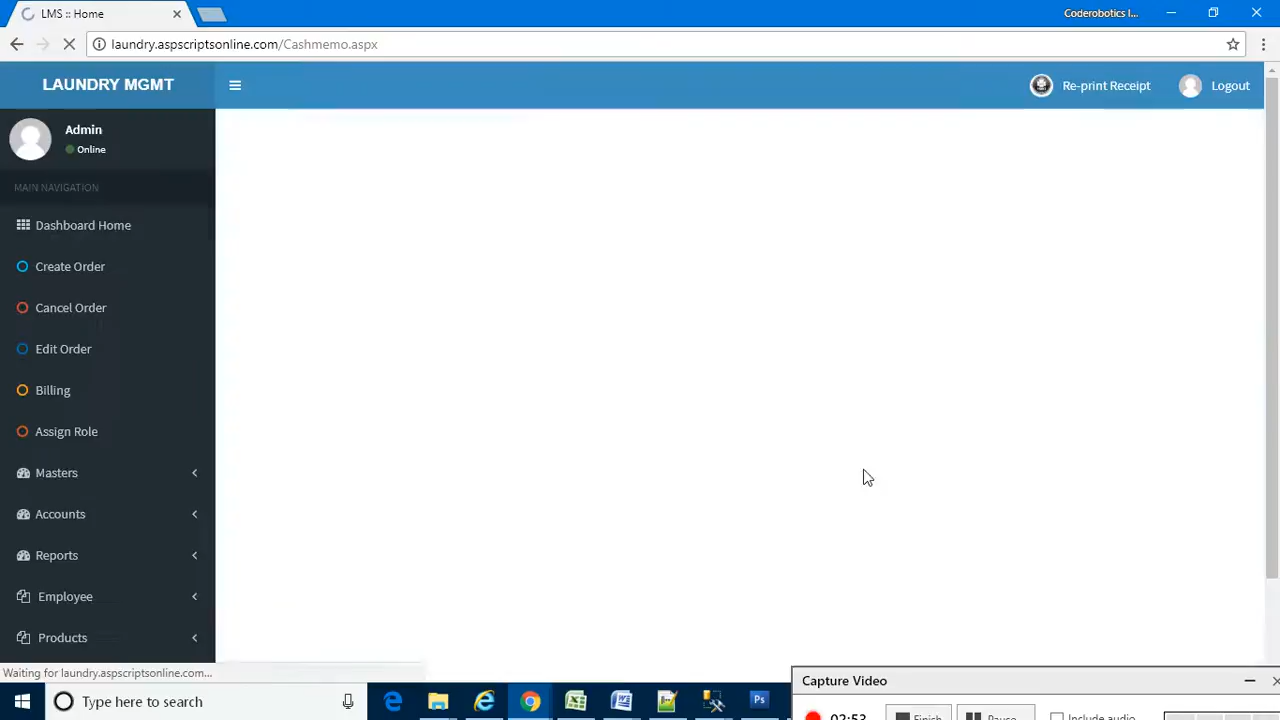 LMS :: Home
Coderobotics I...
laundry.aspscriptsonline.com/Cashmemo.aspx
LAUNDRY MGMT
Re-print Receipt
Logout
Admin
Online
MAIN NAVIGATION
Dashboard Home
Create Order
Cancel Order
Edit Order
Billing
Assign Role
Masters
Accounts
Reports
Employee
Products
Waiting for laundry.aspscriptsonline.com...
Capture Video
Type here to search
Ps
02:53
Finish
Pause
Include audio